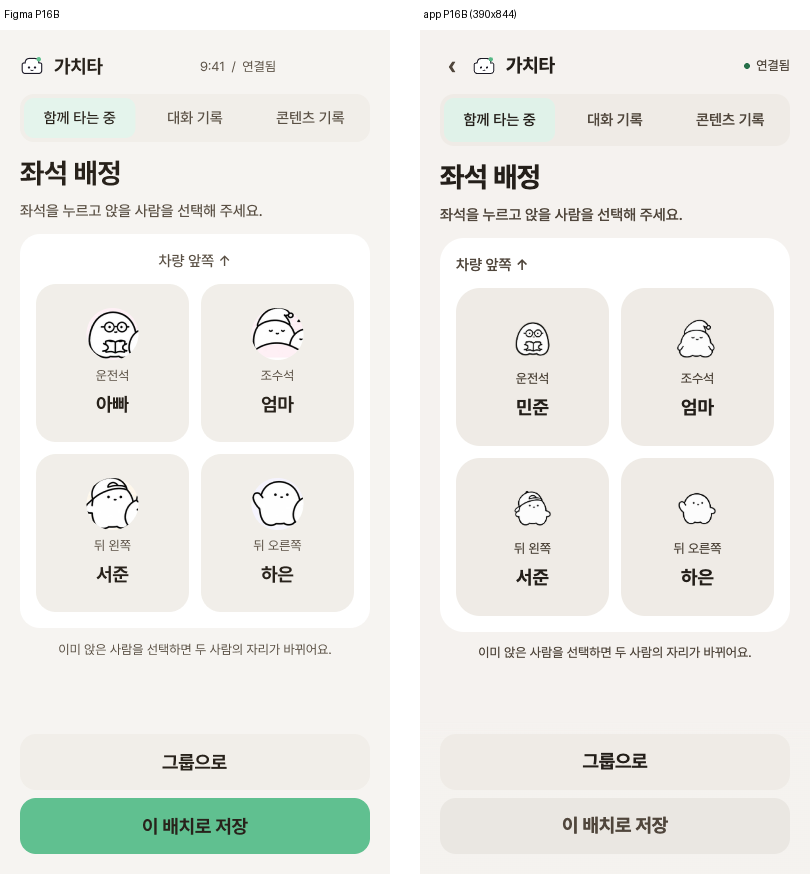 Figma P16B
가치타
9:41 / 연결됨
함께 타는 중 대화 기록 콘텐츠 기록
좌석 배정
좌석을 누르고 앉을 사람을 선택해 주세요.
차량 앞쪽 ↑
운전석 조수석
아빠 엄마
뒤 왼쪽 뒤 오른쪽
서준 하은
이미 앉은 사람을 선택하면 두 사람의 자리가 바뀌어요.
그룹으로
이 배치로 저장
app P16B (390x844)
‹ 가치타 연결됨
함께 타는 중 대화 기록 콘텐츠 기록
좌석 배정
좌석을 누르고 앉을 사람을 선택해 주세요.
차량 앞쪽 ↑
운전석 조수석
민준 엄마
뒤 왼쪽 뒤 오른쪽
서준 하은
이미 앉은 사람을 선택하면 두 사람의 자리가 바뀌어요.
그룹으로
이 배치로 저장